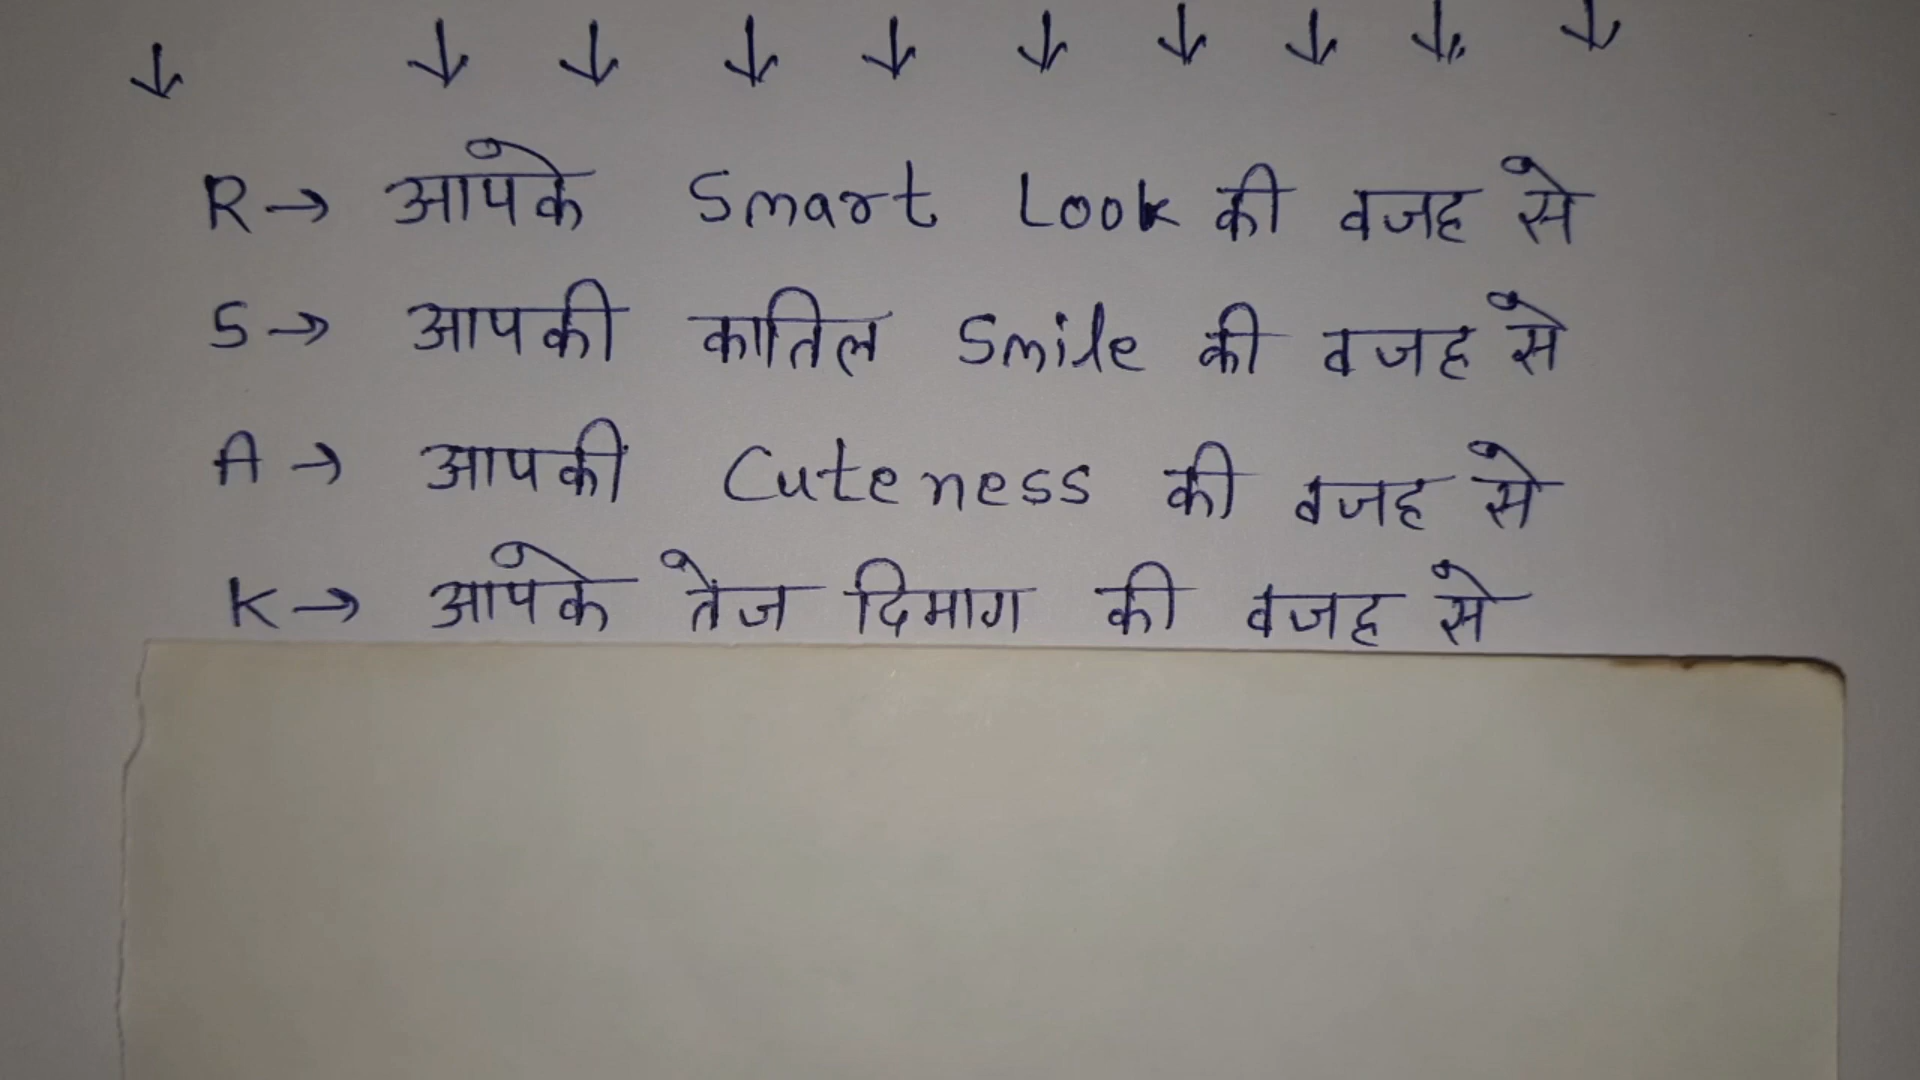 ↓ ↓ ↓ ↓ ↓ ↓ ↓ ↓ ↓ ↓
R → आपके Smart Look की वजह से
S → आपकी कातिल Smile की वजह से
A → आपकी Cuteness की वजह से
K → आपके तेज दिमाग की वजह से